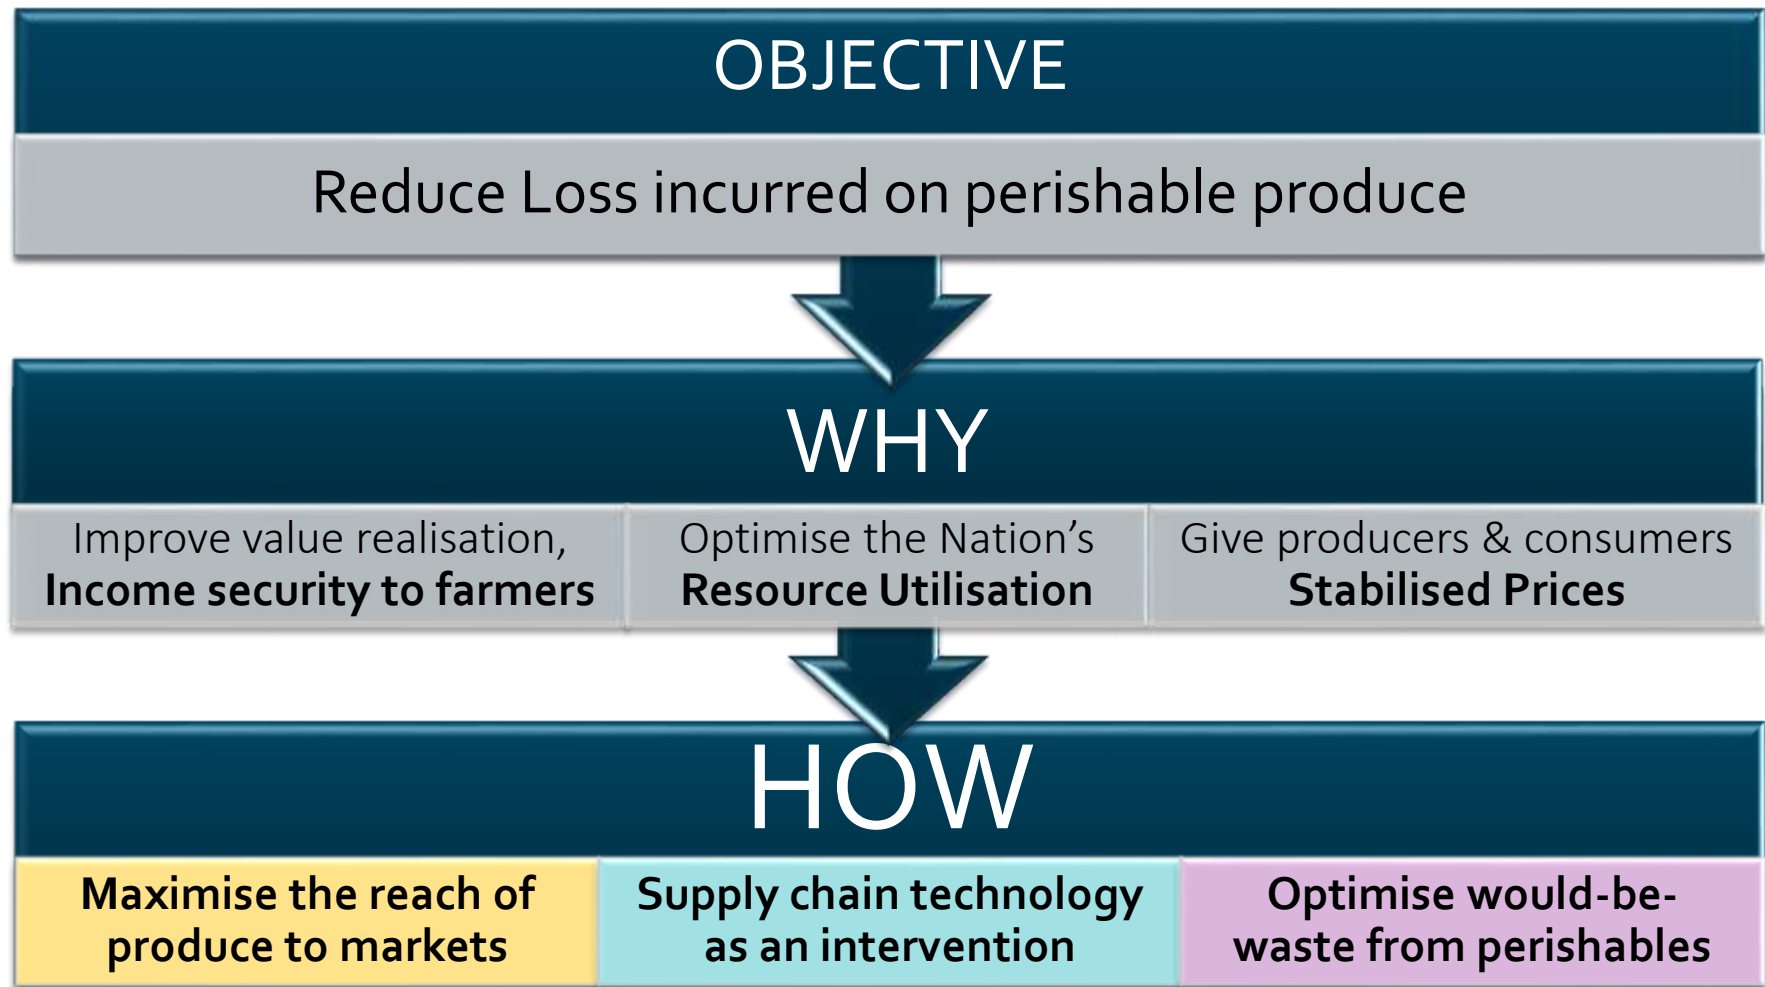 OBJECTIVE
Reduce Loss incurred on perishable produce
WHY
Improve value realisation,
Income security to farmers
Optimise the Nation's
Resource Utilisation
Give producers & consumers
Stabilised Prices
HOW
Maximise the reach of
produce to markets
Supply chain technology
as an intervention
Optimise would-be-
waste from perishables